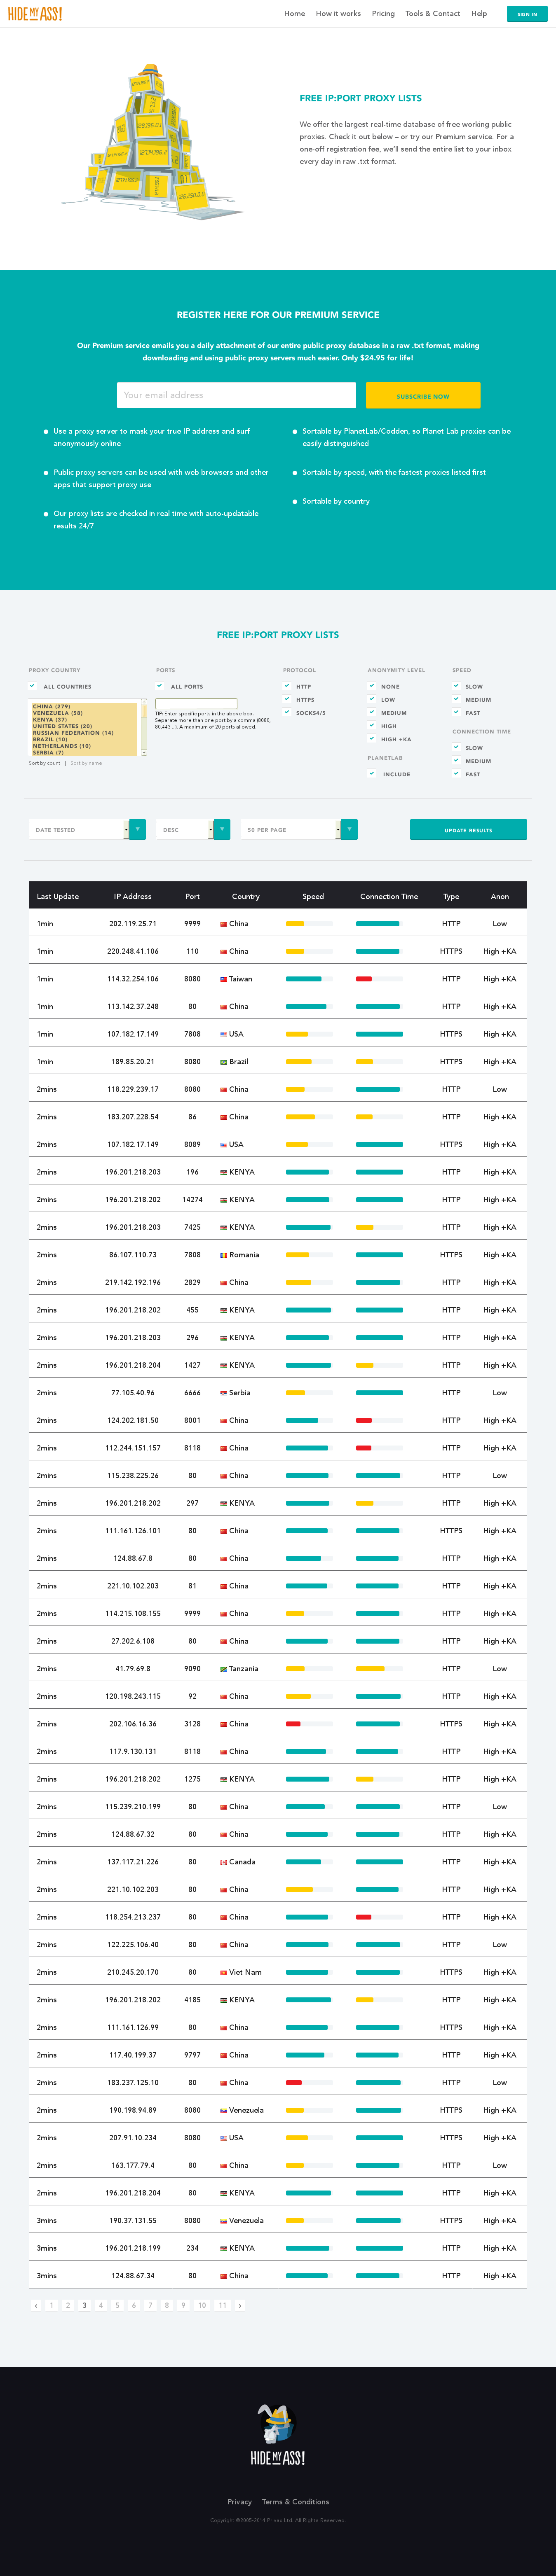 HIDE MY ASS!
Home How it works Pricing Tools & Contact Help SIGN IN
FREE IP:PORT PROXY LISTS
We offer the largest real-time database of free working public
proxies. Check it out below – or try our Premium service. For a
one-off registration fee, we'll send the entire list to your inbox
every day in raw .txt format.
REGISTER HERE FOR OUR PREMIUM SERVICE
Our Premium service emails you a daily attachment of our entire public proxy database in a raw .txt format, making
downloading and using public proxy servers much easier. Only $24.95 for life!
Your email address SUBSCRIBE NOW
Use a proxy server to mask your true IP address and surf
anonymously online
Public proxy servers can be used with web browsers and other
apps that support proxy use
Our proxy lists are checked in real time with auto-updatable
results 24/7
Sortable by PlanetLab/Codden, so Planet Lab proxies can be
easily distinguished
Sortable by speed, with the fastest proxies listed first
Sortable by country
FREE IP:PORT PROXY LISTS
PROXY COUNTRY
ALL COUNTRIES
CHINA (279)
VENEZUELA (58)
KENYA (37)
UNITED STATES (20)
RUSSIAN FEDERATION (14)
BRAZIL (10)
NETHERLANDS (10)
SERBIA (7)
Sort by count | Sort by name
PORTS
ALL PORTS
TIP: Enter specific ports in the above box.
Separate more than one port by a comma (8080,
80,443 ...). A maximum of 20 ports allowed.
PROTOCOL
HTTP
HTTPS
SOCKS4/5
ANONYMITY LEVEL
NONE
LOW
MEDIUM
HIGH
HIGH +KA
PLANETLAB
INCLUDE
SPEED
SLOW
MEDIUM
FAST
CONNECTION TIME
SLOW
MEDIUM
FAST
DATE TESTED DESC 50 PER PAGE UPDATE RESULTS
Last Update IP Address Port Country Speed Connection Time Type Anon
1min 202.119.25.71 9999 China HTTP Low
1min 220.248.41.106 110 China HTTPS High +KA
1min 114.32.254.106 8080 Taiwan HTTP High +KA
1min 113.142.37.248 80 China HTTP High +KA
1min 107.182.17.149 7808 USA HTTPS High +KA
1min 189.85.20.21 8080 Brazil HTTPS High +KA
2mins 118.229.239.17 8080 China HTTP Low
2mins 183.207.228.54 86 China HTTP High +KA
2mins 107.182.17.149 8089 USA HTTPS High +KA
2mins 196.201.218.203 196 KENYA HTTP High +KA
2mins 196.201.218.202 14274 KENYA HTTP High +KA
2mins 196.201.218.203 7425 KENYA HTTP High +KA
2mins 86.107.110.73 7808 Romania HTTPS High +KA
2mins 219.142.192.196 2829 China HTTP High +KA
2mins 196.201.218.202 455 KENYA HTTP High +KA
2mins 196.201.218.203 296 KENYA HTTP High +KA
2mins 196.201.218.204 1427 KENYA HTTP High +KA
2mins 77.105.40.96 6666 Serbia HTTP Low
2mins 124.202.181.50 8001 China HTTP High +KA
2mins 112.244.151.157 8118 China HTTP High +KA
2mins 115.238.225.26 80 China HTTP Low
2mins 196.201.218.202 297 KENYA HTTP High +KA
2mins 111.161.126.101 80 China HTTPS High +KA
2mins 124.88.67.8 80 China HTTP High +KA
2mins 221.10.102.203 81 China HTTP High +KA
2mins 114.215.108.155 9999 China HTTP High +KA
2mins 27.202.6.108 80 China HTTP High +KA
2mins 41.79.69.8 9090 Tanzania HTTP Low
2mins 120.198.243.115 92 China HTTP High +KA
2mins 202.106.16.36 3128 China HTTPS High +KA
2mins 117.9.130.131 8118 China HTTP High +KA
2mins 196.201.218.202 1275 KENYA HTTP High +KA
2mins 115.239.210.199 80 China HTTP Low
2mins 124.88.67.32 80 China HTTP High +KA
2mins 137.117.21.226 80 Canada HTTP High +KA
2mins 221.10.102.203 80 China HTTP High +KA
2mins 118.254.213.237 80 China HTTP High +KA
2mins 122.225.106.40 80 China HTTP Low
2mins 210.245.20.170 80 Viet Nam HTTPS High +KA
2mins 196.201.218.202 4185 KENYA HTTP High +KA
2mins 111.161.126.99 80 China HTTPS High +KA
2mins 117.40.199.37 9797 China HTTP High +KA
2mins 183.237.125.10 80 China HTTP Low
2mins 190.198.94.89 8080 Venezuela HTTPS High +KA
2mins 207.91.10.234 8080 USA HTTPS High +KA
2mins 163.177.79.4 80 China HTTP Low
2mins 196.201.218.204 80 KENYA HTTP High +KA
3mins 190.37.131.55 8080 Venezuela HTTPS High +KA
3mins 196.201.218.199 234 KENYA HTTP High +KA
3mins 124.88.67.34 80 China HTTP High +KA
‹ 1 2 3 4 5 6 7 8 9 10 11 ›
HIDE MY ASS!
Privacy Terms & Conditions
Copyright ©2005-2014 Privax Ltd. All Rights Reserved.